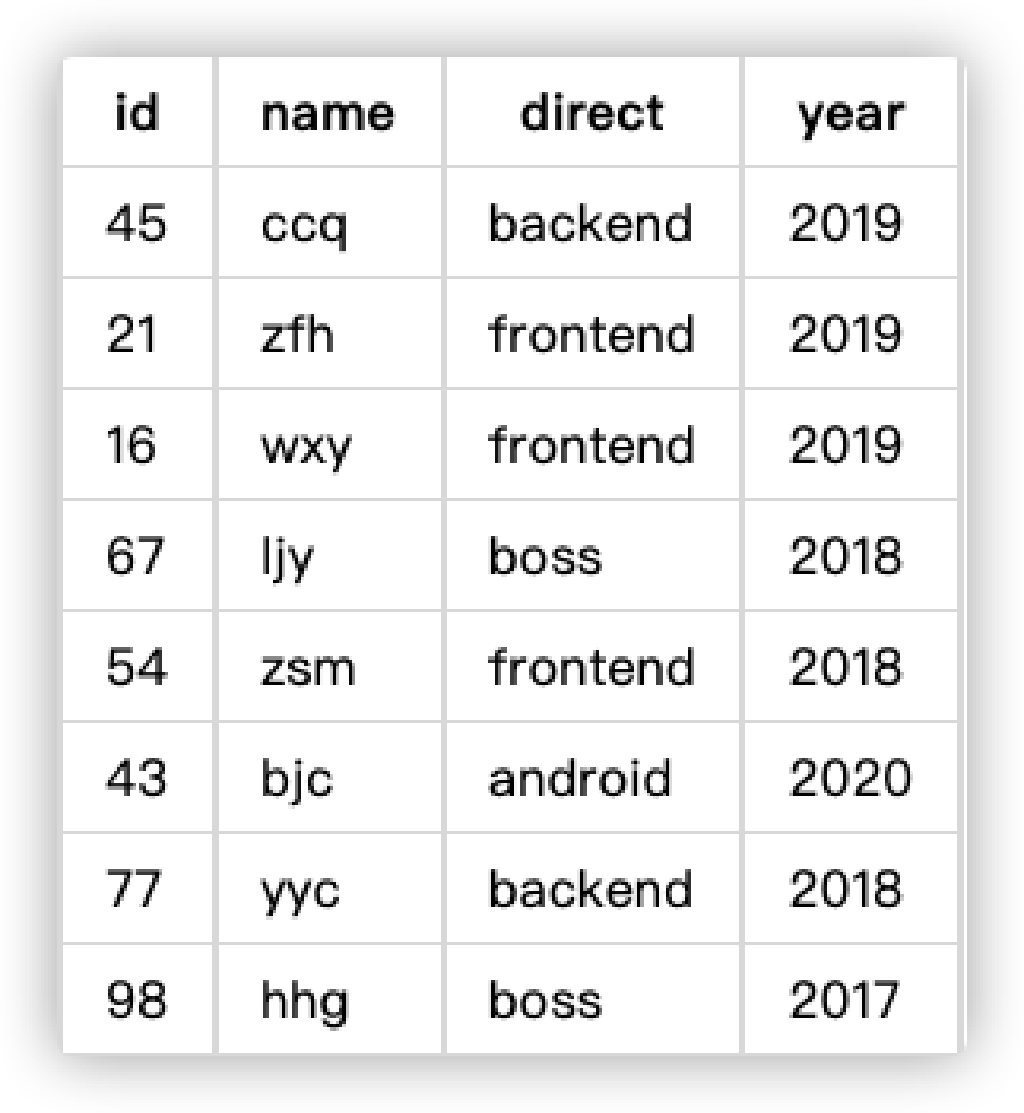 id name direct year
45 ccq backend 2019
21 zfh frontend 2019
16 wxy frontend 2019
67 ljy boss 2018
54 zsm frontend 2018
43 bjc android 2020
77 yyc backend 2018
98 hhg boss 2017